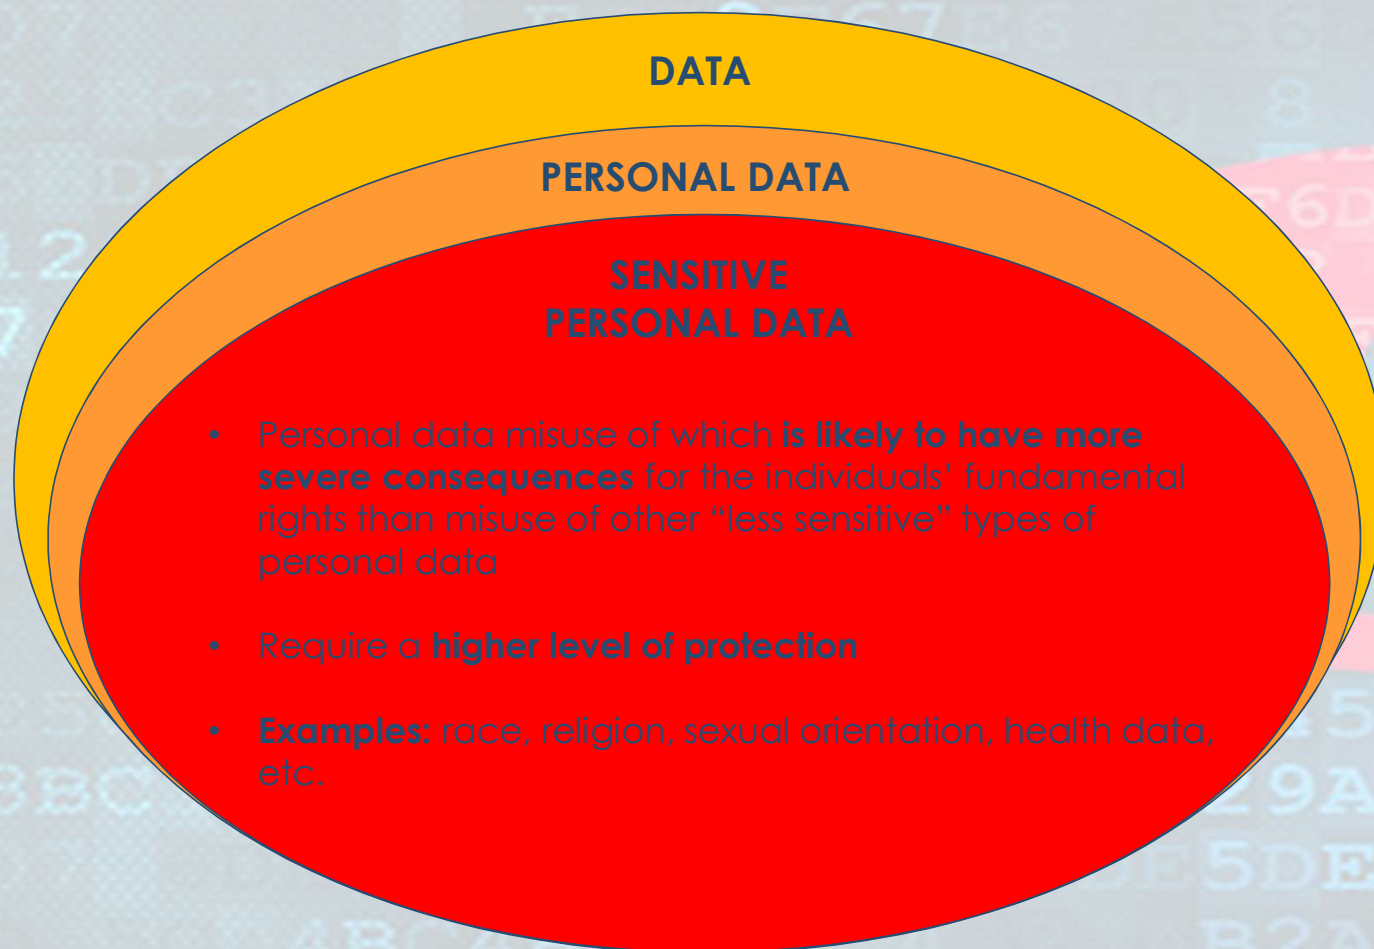 DATA
PERSONAL DATA
SENSITIVE
PERSONAL DATA
• Personal data misuse of which is likely to have more
severe consequences for the individuals’ fundamental
rights than misuse of other “less sensitive” types of
personal data
• Require a higher level of protection
• Examples: race, religion, sexual orientation, health data,
etc.